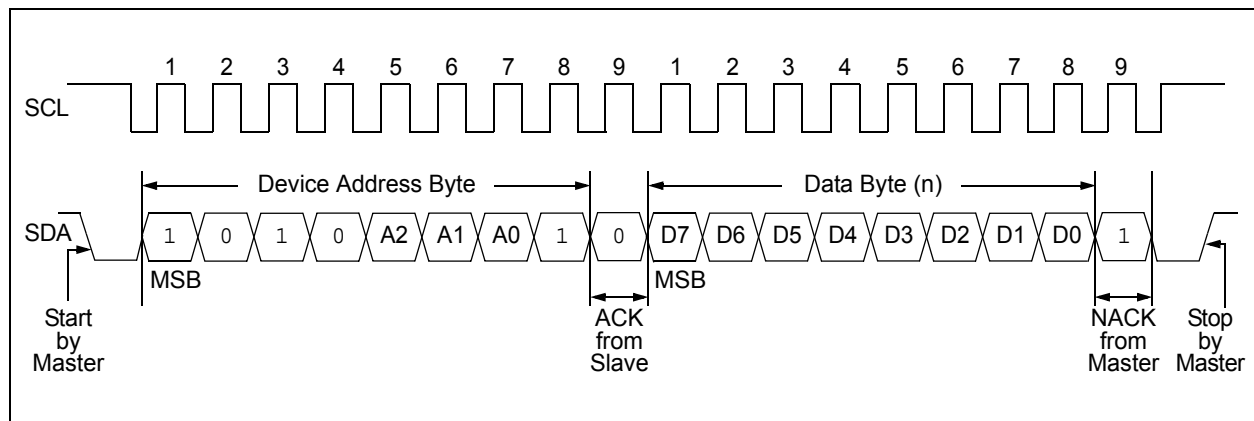 1 2 3 4 5 6 7 8 9 1 2 3 4 5 6 7 8 9
SCL
Device Address Byte Data Byte (n)
SDA 1 0 1 0 A2 A1 A0 1 0 D7 D6 D5 D4 D3 D2 D1 D0 1
MSB MSB
Start by Master
ACK from Slave
NACK from Master
Stop by Master